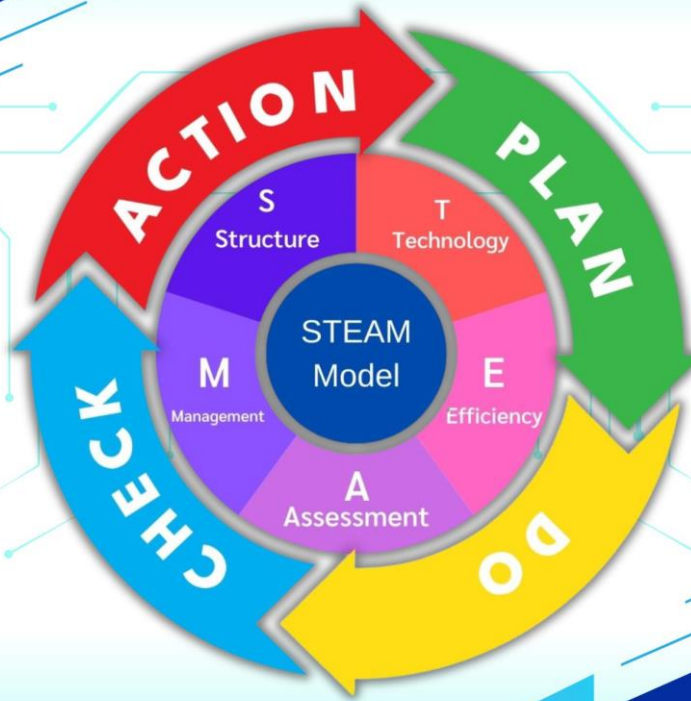 ACTION
PLAN
DO
CHECK
S
Structure
T
Technology
E
Efficiency
A
Assessment
M
Management
STEAM
Model